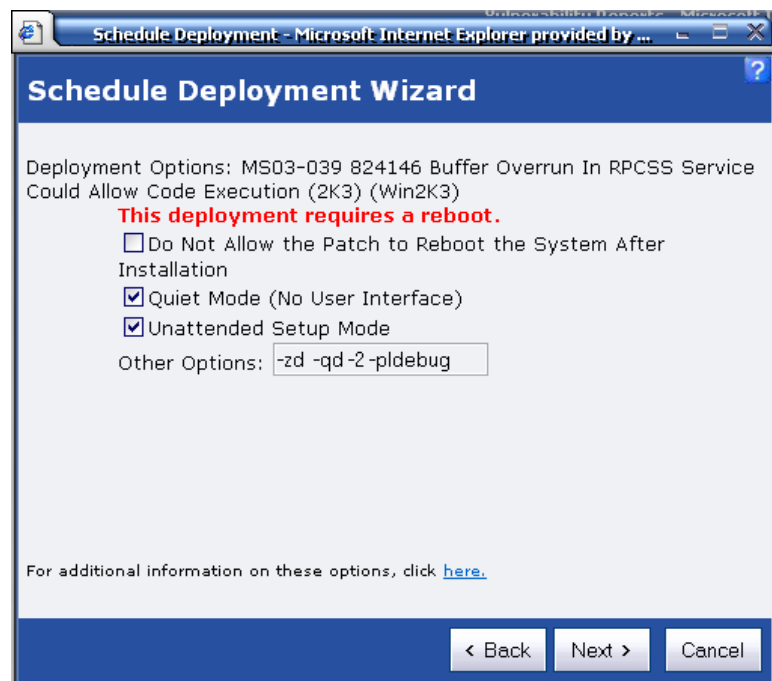 Vulnerability Reports - Microsoft I
Schedule Deployment - Microsoft Internet Explorer provided by ...
?
Schedule Deployment Wizard
Deployment Options: MS03-039 824146 Buffer Overrun In RPCSS Service
Could Allow Code Execution (2K3) (Win2K3)
This deployment requires a reboot.
Do Not Allow the Patch to Reboot the System After
Installation
Quiet Mode (No User Interface)
Unattended Setup Mode
Other Options: -zd -qd -2 -pldebug
For additional information on these options, click here.
< Back Next > Cancel